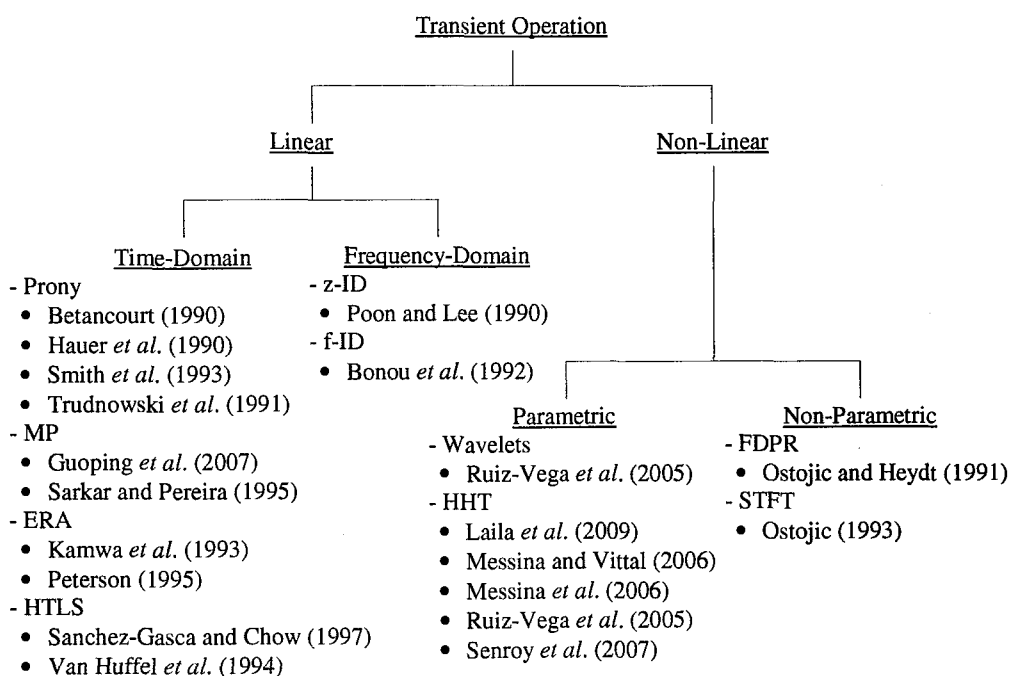 Transient Operation
Linear
Non-Linear
Time-Domain
- Prony
• Betancourt (1990)
• Hauer et al. (1990)
• Smith et al. (1993)
• Trudnowski et al. (1991)
- MP
• Guoping et al. (2007)
• Sarkar and Pereira (1995)
- ERA
• Kamwa et al. (1993)
• Peterson (1995)
- HTLS
• Sanchez-Gasca and Chow (1997)
• Van Huffel et al. (1994)
Frequency-Domain
- z-ID
• Poon and Lee (1990)
- f-ID
• Bonou et al. (1992)
Parametric
- Wavelets
• Ruiz-Vega et al. (2005)
- HHT
• Laila et al. (2009)
• Messina and Vittal (2006)
• Messina et al. (2006)
• Ruiz-Vega et al. (2005)
• Senroy et al. (2007)
Non-Parametric
- FDPR
• Ostojic and Heydt (1991)
- STFT
• Ostojic (1993)